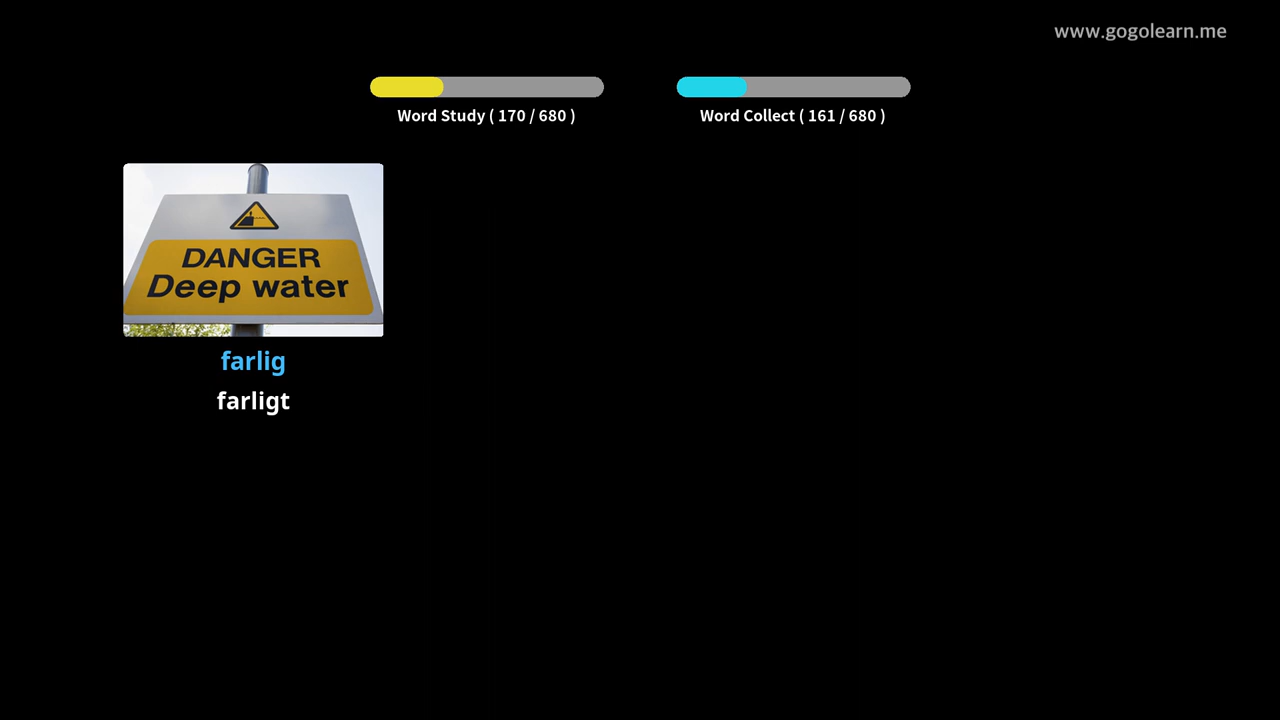 www.gogolearn.me
Word Study ( 170 / 680 )
Word Collect ( 161 / 680 )
DANGER
Deep water
farlig
farligt